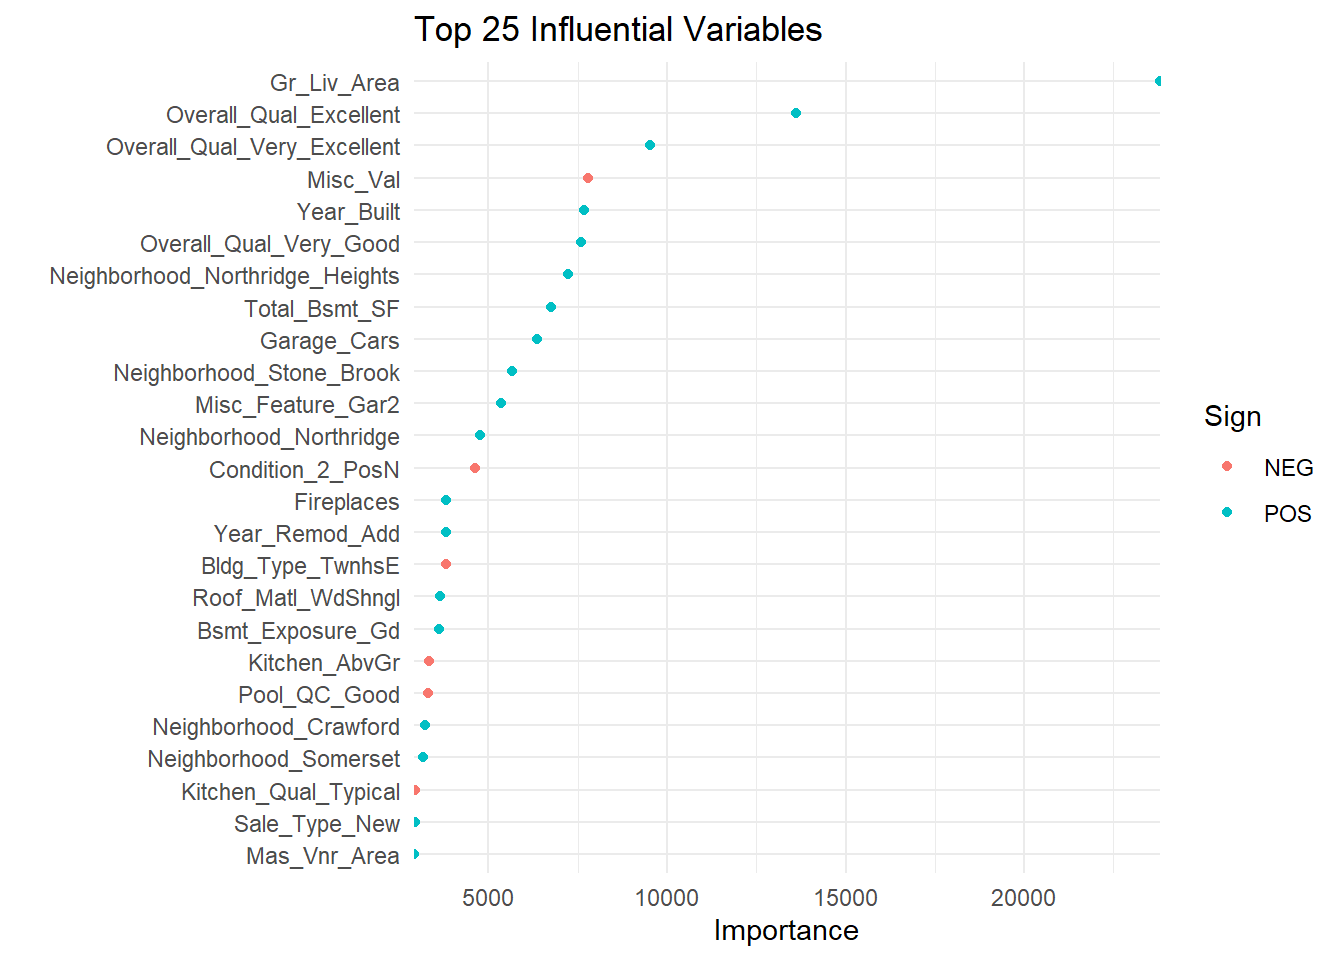 Top 25 Influential Variables
Gr_Liv_Area
Overall_Qual_Excellent
Overall_Qual_Very_Excellent
Misc_Val
Year_Built
Overall_Qual_Very_Good
Neighborhood_Northridge_Heights
Total_Bsmt_SF
Garage_Cars
Neighborhood_Stone_Brook
Misc_Feature_Gar2
Neighborhood_Northridge
Condition_2_PosN
Fireplaces
Year_Remod_Add
Bldg_Type_TwnhsE
Roof_Matl_WdShngl
Bsmt_Exposure_Gd
Kitchen_AbvGr
Pool_QC_Good
Neighborhood_Crawford
Neighborhood_Somerset
Kitchen_Qual_Typical
Sale_Type_New
Mas_Vnr_Area
5000 10000 15000 20000
Importance
Sign
NEG
POS